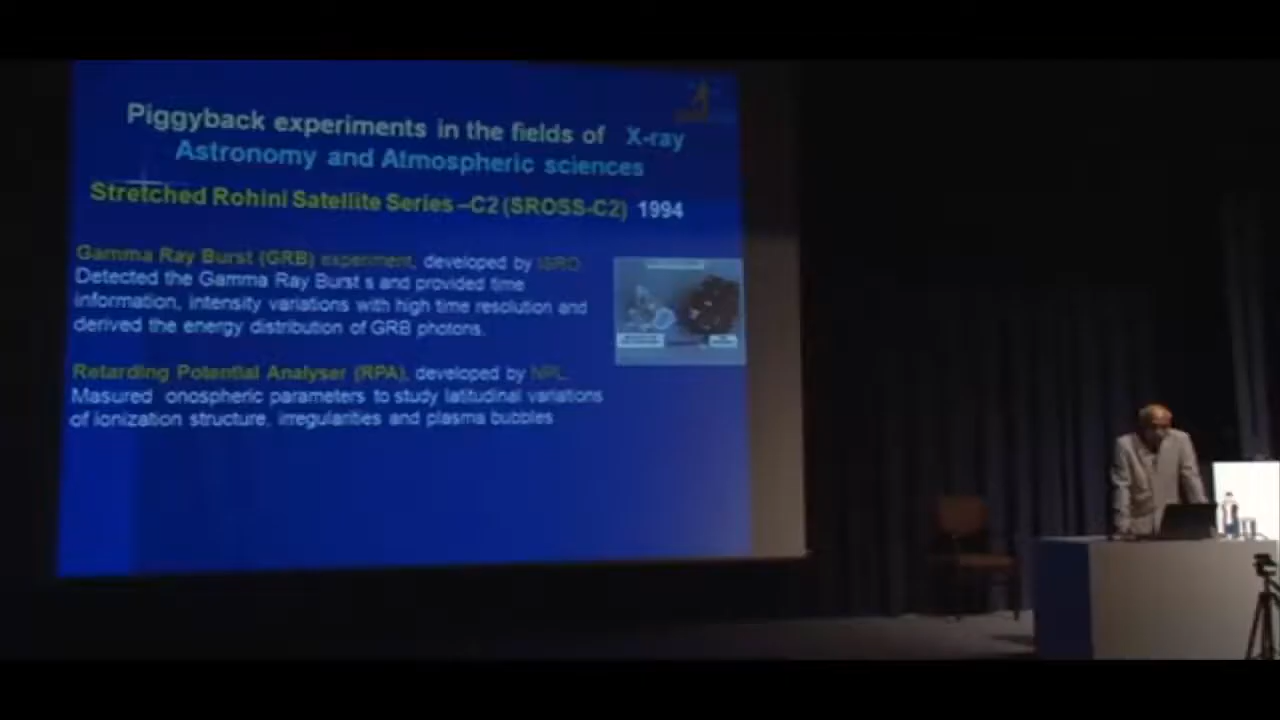 Piggyback experiments in the fields of X-ray
Astronomy and Atmospheric sciences
Stretched Rohini Satellite Series –C2 (SROSS-C2) 1994
Gamma Ray Burst (GRB) experiment, developed by ISRO
Detected the Gamma Ray Burst s and provided time
information, intensity variations with high time resolution and
derived the energy distribution of GRB photons.
Retarding Potential Analyser (RPA), developed by NPL
Masured onospheric parameters to study latitudinal variations
of ionization structure, irregularities and plasma bubbles